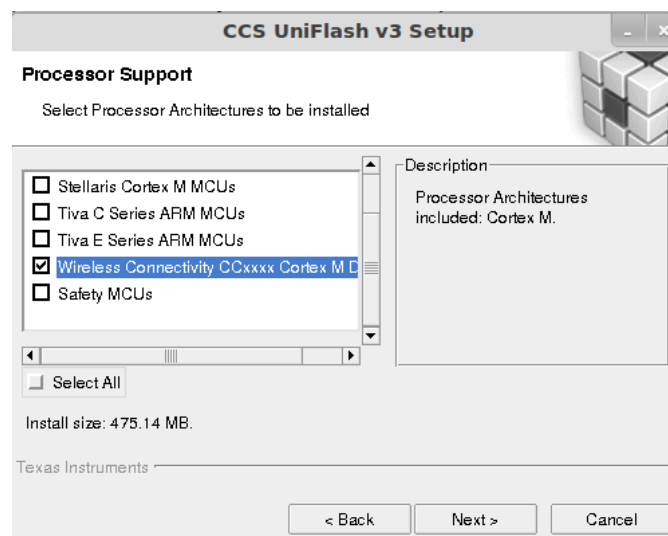 CCS UniFlash v3 Setup
Processor Support
Select Processor Architectures to be installed
Stellaris Cortex M MCUs
Tiva C Series ARM MCUs
Tiva E Series ARM MCUs
Wireless Connectivity CCxxxx Cortex M D
Safety MCUs
Select All
Description
Processor Architectures
included: Cortex M.
Install size: 475.14 MB.
Texas Instruments
< Back
Next >
Cancel